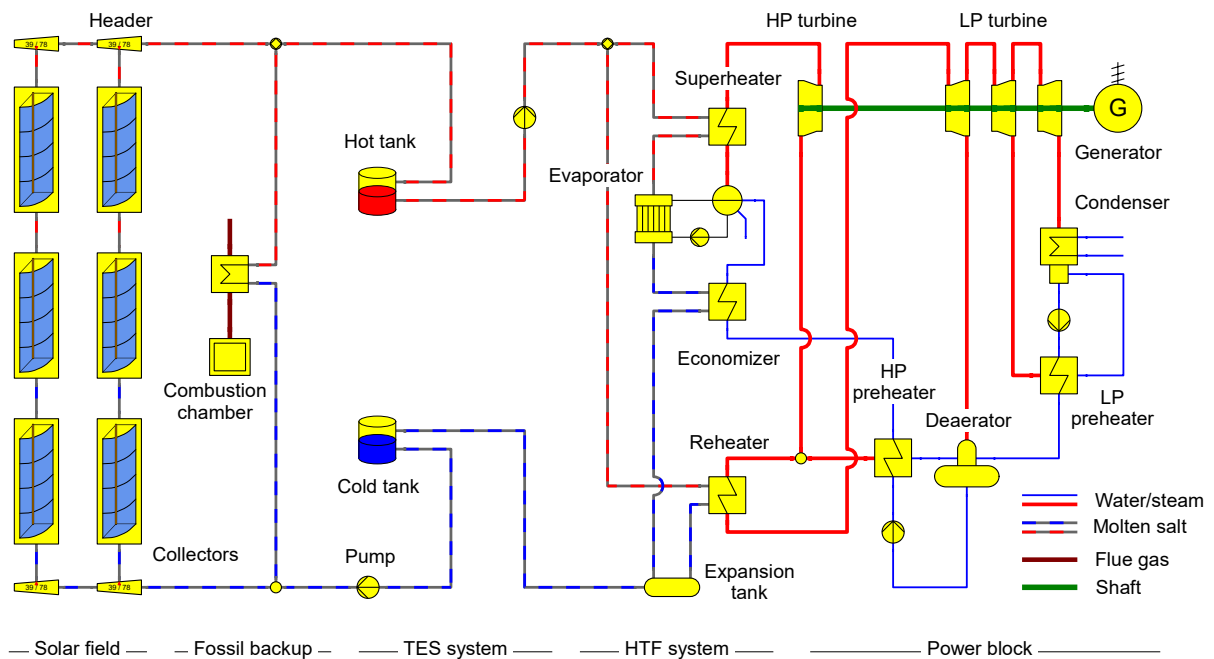 Header
HP turbine
LP turbine
39 78
39 78
Superheater
G
Hot tank
Generator
Evaporator
Condenser
Economizer
HP
preheater
Combustion
chamber
LP
preheater
Deaerator
Reheater
Cold tank
Water/steam
Molten salt
Collectors
Pump
Flue gas
Expansion
tank
Shaft
39 78
39 78
Solar field
Fossil backup
TES system
HTF system
Power block